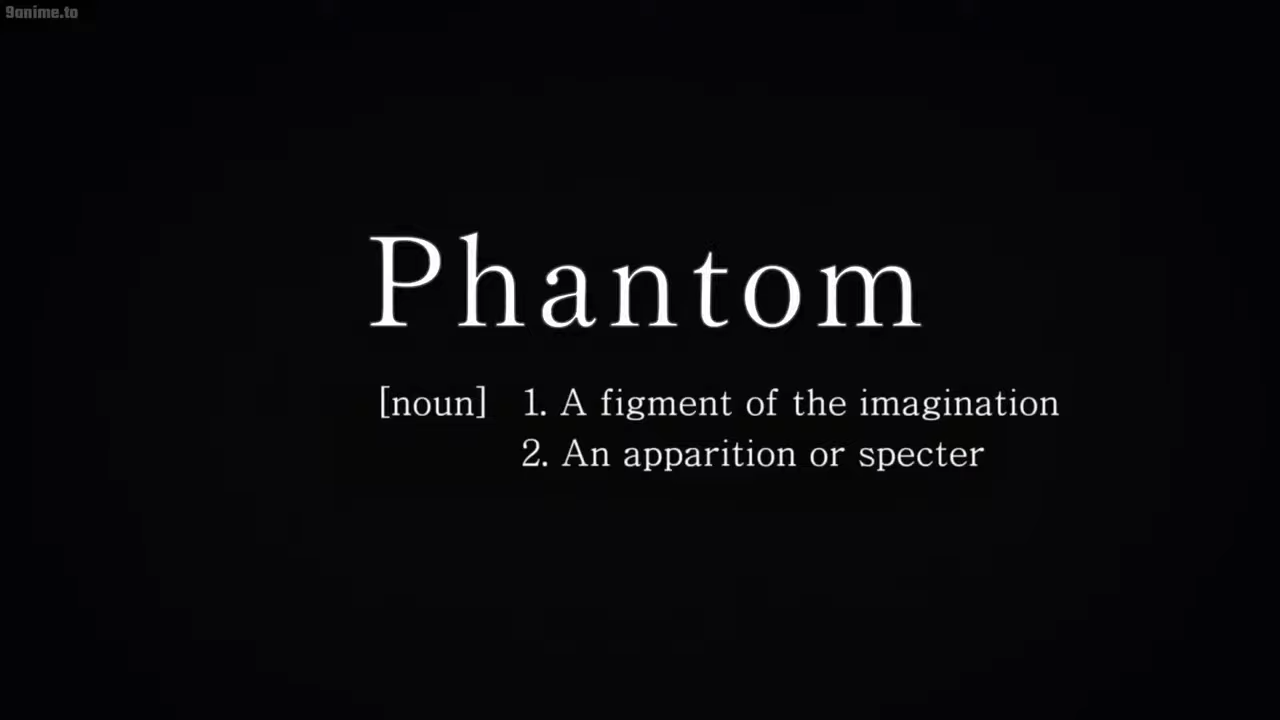 9anime.to
Phantom
[noun] 1. A figment of the imagination
2. An apparition or specter